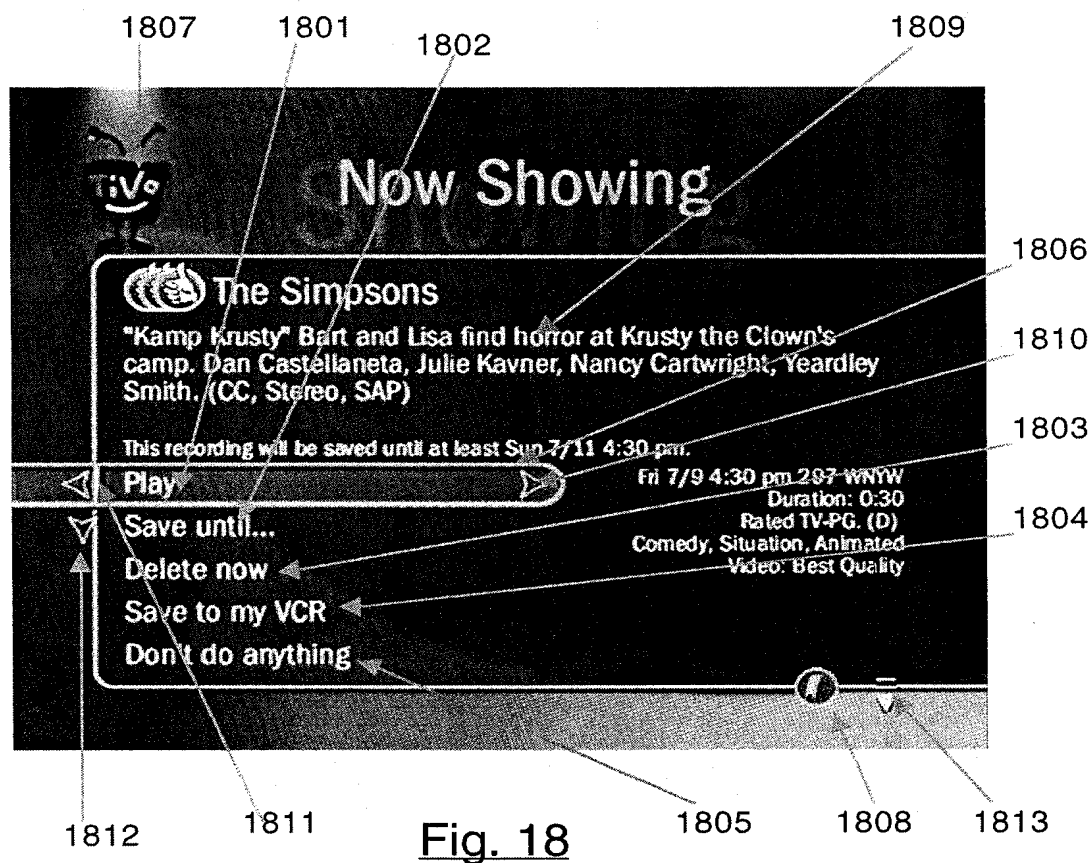 1807 1801 1802 1809
TiVo
Now Showing
The Simpsons
"Kamp Krusty" Bart and Lisa find horror at Krusty the Clown's
camp. Dan Castellaneta, Julie Kavner, Nancy Cartwright, Yeardley
Smith. (CC, Stereo, SAP)
This recording will be saved until at least Sun 7/11 4:30 pm.
Play
Save until...
Delete now
Save to my VCR
Don't do anything
Fri 7/9 4:30 pm 297 WNYW
Duration: 0:30
Rated TV-PG. (D)
Comedy, Situation, Animated
Video: Best Quality
1806
1810
1803
1804
1812 1811 1805 1808 1813
Fig. 18